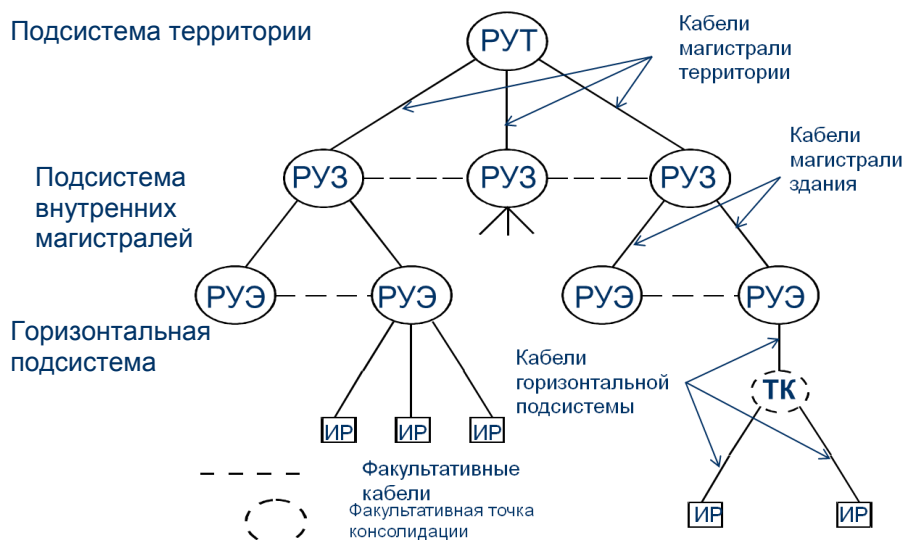 Подсистема территории
РУТ
Кабели
магистрали
территории
Кабели
магистрали
здания
Подсистема
внутренних
магистралей
РУЗ
РУЗ
РУЗ
РУЭ
РУЭ
РУЭ
РУЭ
Горизонтальная
подсистема
Кабели
горизонтальной
подсистемы
ТК
ИР
ИР
ИР
Факультативные
кабели
Факультативная точка
консолидации
ИР
ИР